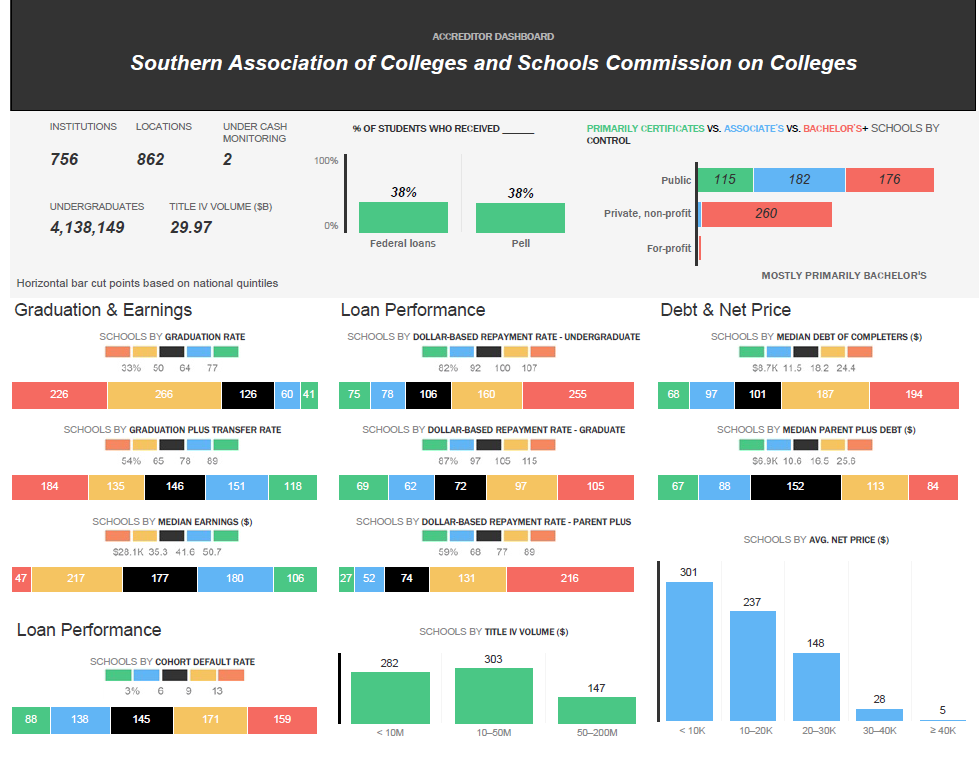 ACCREDITOR DASHBOARD
Southern Association of Colleges and Schools Commission on Colleges
INSTITUTIONS LOCATIONS UNDER CASH MONITORING
756 862 2
UNDERGRADUATES TITLE IV VOLUME ($B)
4,138,149 29.97
Horizontal bar cut points based on national quintiles
% OF STUDENTS WHO RECEIVED ______
100%
38% 38%
0%
Federal loans Pell
PRIMARILY CERTIFICATES VS. ASSOCIATE'S VS. BACHELOR'S+ SCHOOLS BY
CONTROL
Public 115 182 176
Private, non-profit 260
For-profit
MOSTLY PRIMARILY BACHELOR'S
Graduation & Earnings
SCHOOLS BY GRADUATION RATE
33% 50 64 77
226 266 126 60 41
SCHOOLS BY GRADUATION PLUS TRANSFER RATE
54% 65 78 89
184 135 146 151 118
SCHOOLS BY MEDIAN EARNINGS ($)
$28.1K 35.3 41.6 50.7
47 217 177 180 106
Loan Performance
SCHOOLS BY COHORT DEFAULT RATE
3% 6 9 13
88 138 145 171 159
Loan Performance
SCHOOLS BY DOLLAR-BASED REPAYMENT RATE - UNDERGRADUATE
82% 92 100 107
75 78 106 160 255
SCHOOLS BY DOLLAR-BASED REPAYMENT RATE - GRADUATE
87% 97 105 115
69 62 72 97 105
SCHOOLS BY DOLLAR-BASED REPAYMENT RATE - PARENT PLUS
59% 68 77 89
27 52 74 131 216
SCHOOLS BY TITLE IV VOLUME ($)
282 303 147
< 10M 10–50M 50–200M
Debt & Net Price
SCHOOLS BY MEDIAN DEBT OF COMPLETERS ($)
$8.7K 11.5 18.2 24.4
68 97 101 187 194
SCHOOLS BY MEDIAN PARENT PLUS DEBT ($)
$6.9K 10.6 16.5 25.6
67 88 152 113 84
SCHOOLS BY AVG. NET PRICE ($)
301 237 148 28 5
< 10K 10–20K 20–30K 30–40K ≥ 40K